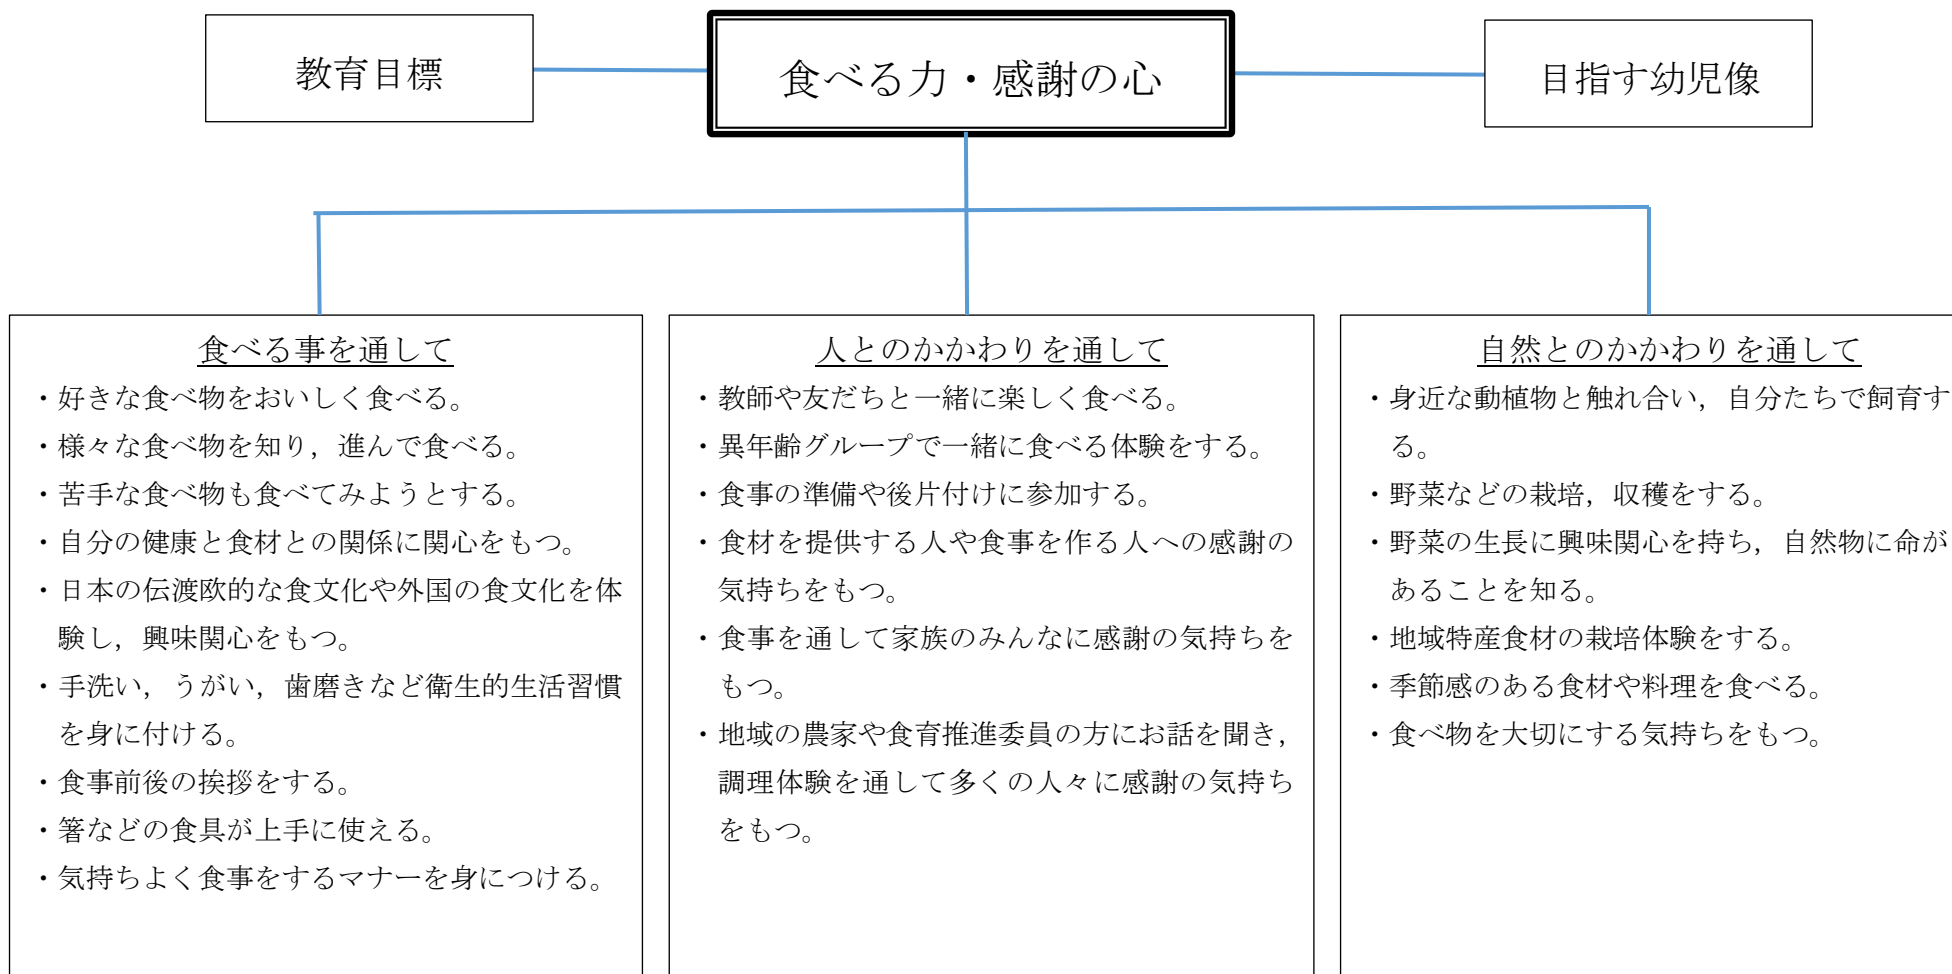 教育目標
食べる力・感謝の心
目指す幼児像
食べる事を通して
・好きな食べ物をおいしく食べる。
・様々な食べ物を知り，進んで食べる。
・苦手な食べ物も食べてみようとする。
・自分の健康と食材との関係に関心をもつ。
・日本の伝渡欧的な食文化や外国の食文化を体
験し，興味関心をもつ。
・手洗い，うがい，歯磨きなど衛生的生活習慣
を身に付ける。
・食事前後の挨拶をする。
・箸などの食具が上手に使える。
・気持ちよく食事をするマナーを身につける。
人とのかかわりを通して
・教師や友だちと一緒に楽しく食べる。
・異年齢グループで一緒に食べる体験をする。
・食事の準備や後片付けに参加する。
・食材を提供する人や食事を作る人への感謝の
気持ちをもつ。
・食事を通して家族のみんなに感謝の気持ちを
もつ。
・地域の農家や食育推進委員の方にお話を聞き，
調理体験を通して多くの人々に感謝の気持ち
をもつ。
自然とのかかわりを通して
・身近な動植物と触れ合い，自分たちで飼育す
る。
・野菜などの栽培，収穫をする。
・野菜の生長に興味関心を持ち，自然物に命が
あることを知る。
・地域特産食材の栽培体験をする。
・季節感のある食材や料理を食べる。
・食べ物を大切にする気持ちをもつ。